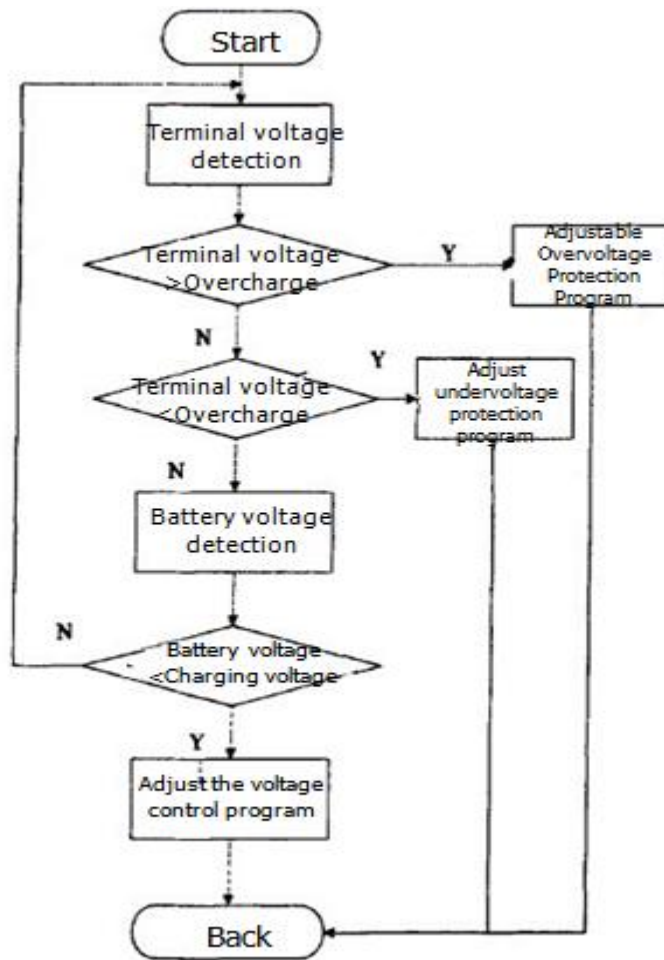 Start
Terminal voltage
detection
Terminal voltage
>Overcharge
Y
Adjustable
Overvoltage
Protection
Program
N
Terminal voltage
<Overcharge
Y
Adjust
undervoltage
protection
program
N
Battery voltage
detection
N
Battery voltage
<Charging voltage
Y
Adjust the voltage
control program
Back